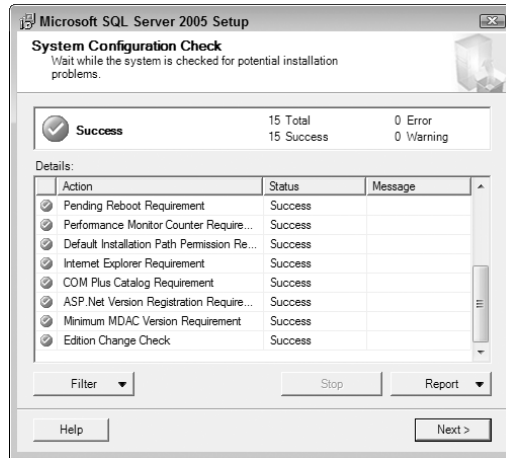 Microsoft SQL Server 2005 Setup
System Configuration Check
Wait while the system is checked for potential installation
problems.
Success
15 Total
0 Error
15 Success
0 Warning
Details:
Action Status Message
Pending Reboot Requirement Success
Performance Monitor Counter Require... Success
Default Installation Path Permission Re... Success
Internet Explorer Requirement Success
COM Plus Catalog Requirement Success
ASP.Net Version Registration Require... Success
Minimum MDAC Version Requirement Success
Edition Change Check Success
Filter Stop Report
Help Next >